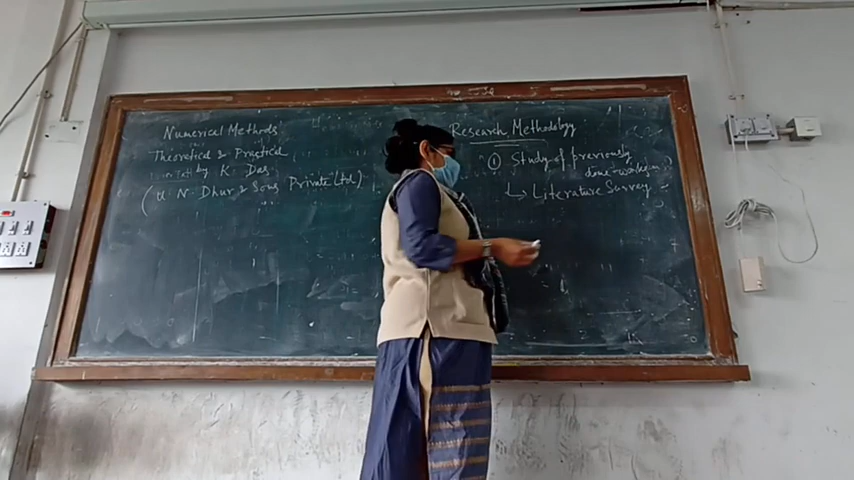 Numerical Methods
Theoretical & Practical
by K. Das
(U. N. Dhur & Sons Private Ltd)
Research Methodology
① Study of previously
done works
↳ Literature Survey